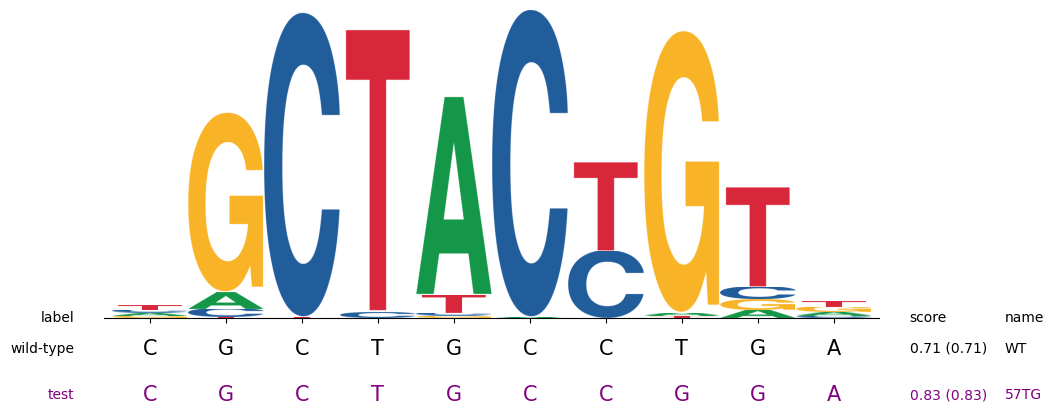 label score name
wild-type C G C T G C C T G A 0.71 (0.71) WT
test C G C T G C C G G A 0.83 (0.83) 57TG